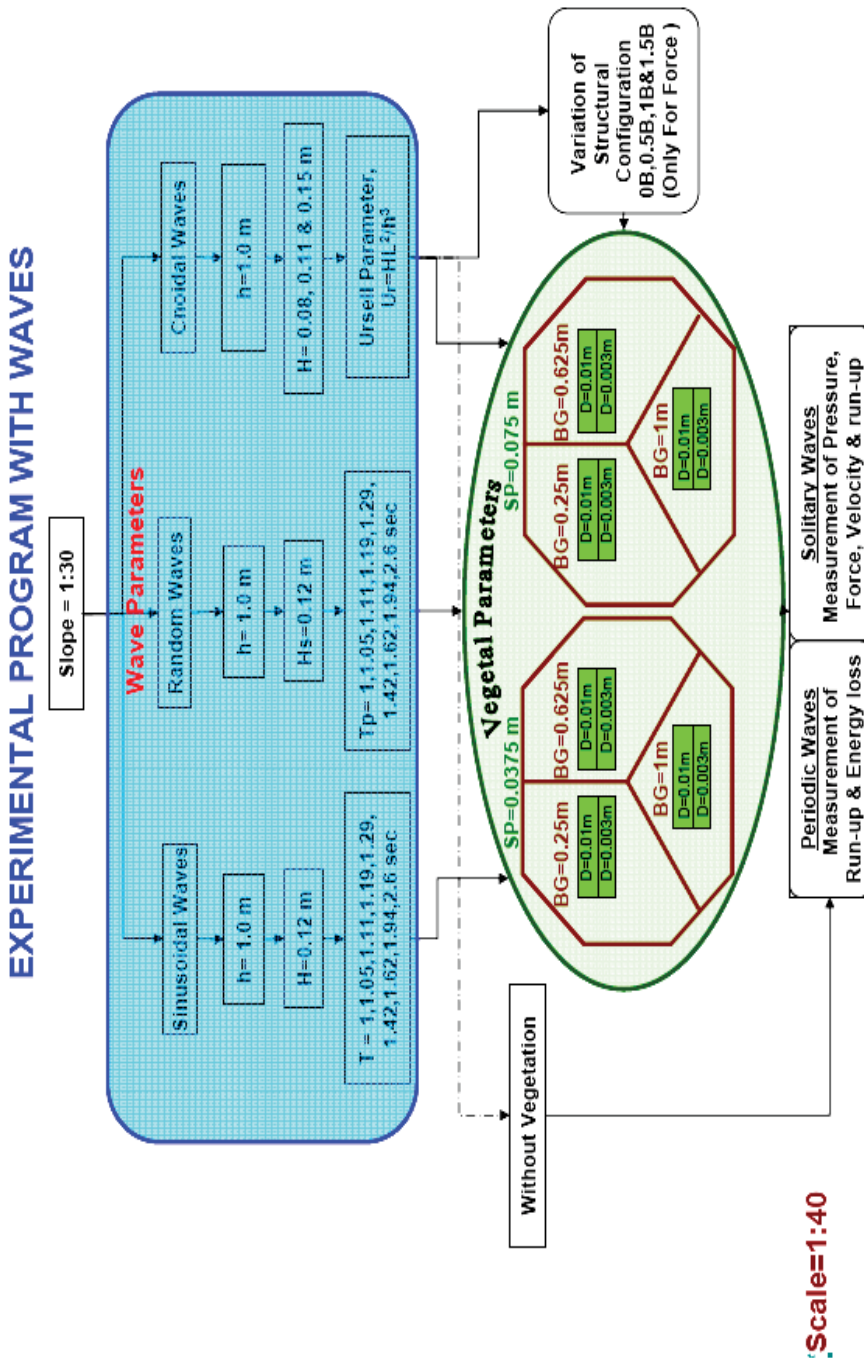 EXPERIMENTAL PROGRAM WITH WAVES
Slope = 1:30
Wave Parameters
Sinusoidal Waves
h= 1.0 m
H=0.12 m
T = 1,1.05,1.11,1.19,1.29,
1.42,1.62,1.94,2.6 sec
Random Waves
h= 1.0 m
Hs=0.12 m
Tp= 1,1.05,1.11,1.19,1.29,
1.42,1.62,1.94,2.6 sec
Cnoidal Waves
h=1.0 m
H= 0.08, 0.11 & 0.15 m
Ursell Parameter,
Ur=HL²/h³
Without Vegetation
Vegetal Parameters
SP=0.0375 m
BG=0.25m
D=0.01m
D=0.003m
BG=0.625m
D=0.01m
D=0.003m
BG=1m
D=0.01m
D=0.003m
SP=0.075 m
BG=0.25m
D=0.01m
D=0.003m
BG=0.625m
D=0.01m
D=0.003m
BG=1m
D=0.01m
D=0.003m
Variation of
Structural
Configuration
0B,0.5B,1B&1.5B
(Only For Force )
Periodic Waves
Measurement of
Run-up & Energy loss
Solitary Waves
Measurement of Pressure,
Force, Velocity & run-up
Scale=1:40